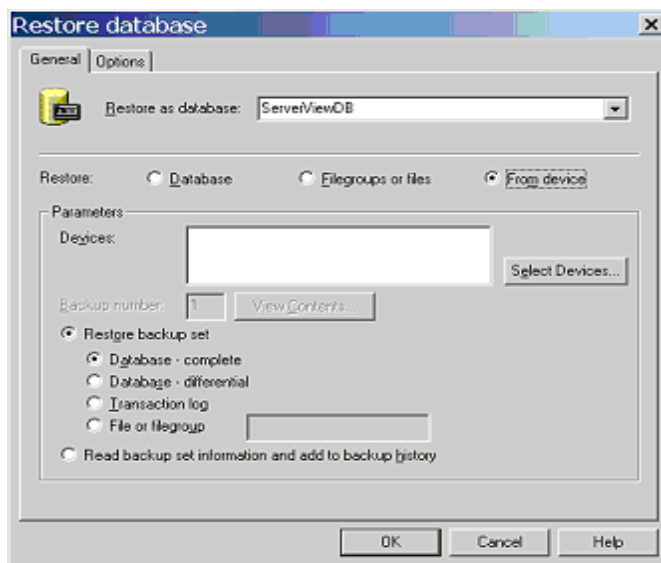 Restore database
General Options
Restore as database: ServerViewDB
Restore: Database Filegroups or files From device
Parameters
Devices:
Select Devices...
Backup number: 1 View Contents...
Restore backup set
Database - complete
Database - differential
Transaction log
File or filegroup
Read backup set information and add to backup history
OK Cancel Help